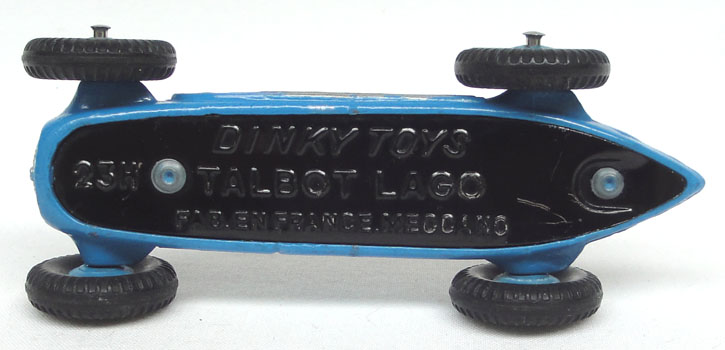 DINKY TOYS
23H TALBOT LAGO
FAB.EN FRANCE.MECCANO